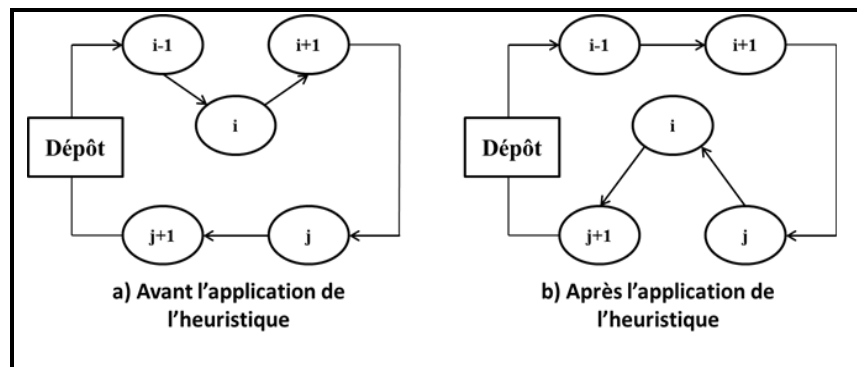 i-1
i+1
i
Dépôt
j+1
j
a) Avant l'application de
l'heuristique
i-1
i+1
i
Dépôt
j+1
j
b) Après l'application de
l'heuristique